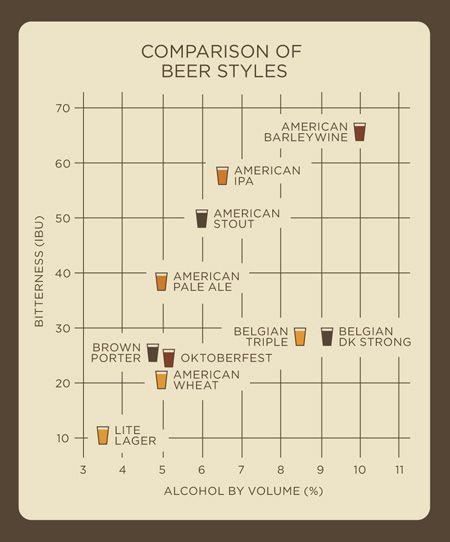 COMPARISON OF
BEER STYLES
BITTERNESS (IBU)
70
60
50
40
30
20
10
AMERICAN
BARLEYWINE
AMERICAN
IPA
AMERICAN
STOUT
AMERICAN
PALE ALE
BELGIAN
TRIPLE
BELGIAN
DK STRONG
BROWN
PORTER
OKTOBERFEST
AMERICAN
WHEAT
LITE
LAGER
3 4 5 6 7 8 9 10 11
ALCOHOL BY VOLUME (%)